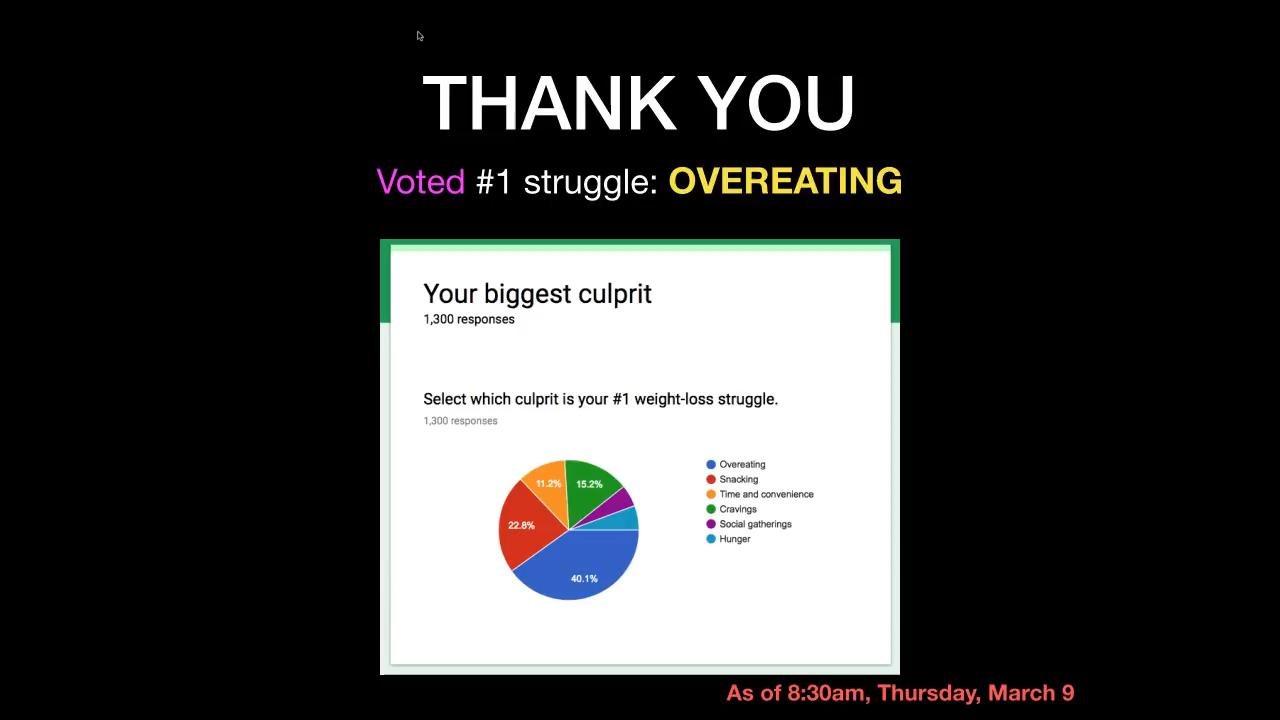 THANK YOU
Voted #1 struggle: OVEREATING
Your biggest culprit
1,300 responses
Select which culprit is your #1 weight-loss struggle.
1,300 responses
11.2%
15.2%
22.8%
40.1%
Overeating
Snacking
Time and convenience
Cravings
Social gatherings
Hunger
As of 8:30am, Thursday, March 9